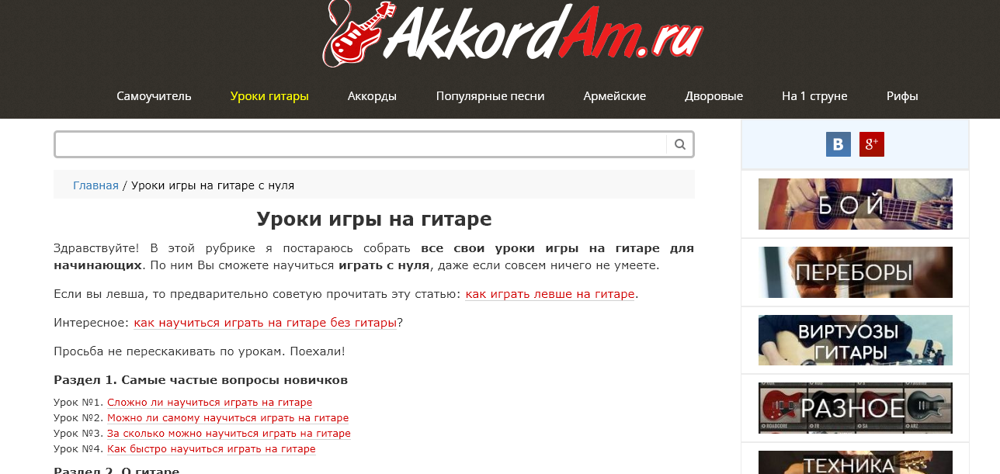 AkkordAm.ru
Самоучитель Уроки гитары Аккорды Популярные песни Армейские Дворовые На 1 струне Рифы
Главная / Уроки игры на гитаре с нуля
Уроки игры на гитаре
Здравствуйте! В этой рубрике я постараюсь собрать все свои уроки игры на гитаре для
начинающих. По ним Вы сможете научиться играть с нуля, даже если совсем ничего не умеете.
Если вы левша, то предварительно советую прочитать эту статью: как играть левше на гитаре.
Интересное: как научиться играть на гитаре без гитары?
Просьба не перескакивать по урокам. Поехали!
Раздел 1. Самые частые вопросы новичков
Урок №1. Сложно ли научиться играть на гитаре
Урок №2. Можно ли самому научиться играть на гитаре
Урок №3. За сколько можно научиться играть на гитаре
Урок №4. Как быстро научиться играть на гитаре
Раздел 2. О гитаре
B g+
БОЙ
ПЕРЕБОРЫ
ВИРТУОЗЫ
ГИТАРЫ
РАЗНОЕ
ROADCORE FR SA ARZ
ТЕХНИКА